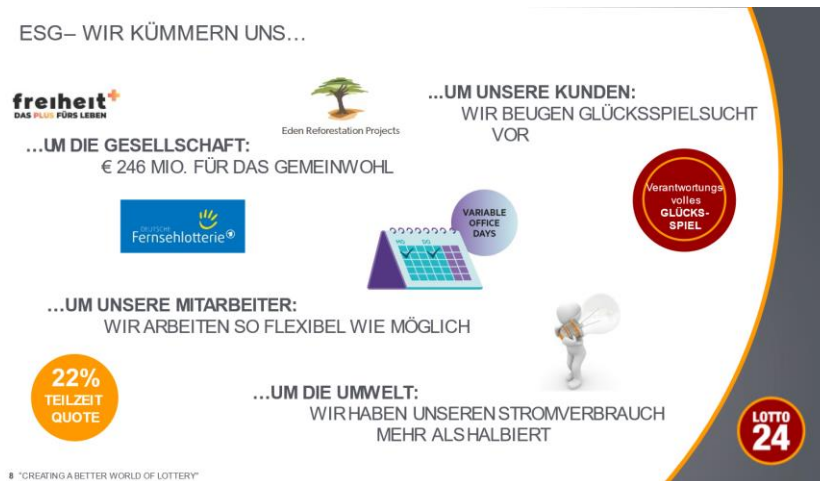 ESG– WIR KÜMMERN UNS...
freiheit+
DAS PLUS FÜRS LEBEN
Eden Reforestation Projects
...UM UNSERE KUNDEN:
WIR BEUGEN GLÜCKSSPIELSUCHT
VOR
...UM DIE GESELLSCHAFT:
€ 246 MIO. FÜR DAS GEMEINWOHL
Verantwortungs
volles
GLÜCKS-
SPIEL
DEUTSCHE
Fernsehlotterie
VARIABLE
OFFICE
DAYS
MO DO
...UM UNSERE MITARBEITER:
WIR ARBEITEN SO FLEXIBEL WIE MÖGLICH
22%
TEILZEIT
QUOTE
...UM DIE UMWELT:
WIR HABEN UNSEREN STROMVERBRAUCH
MEHR ALS HALBIERT
LOTTO
24
8 "CREATING A BETTER WORLD OF LOTTERY"